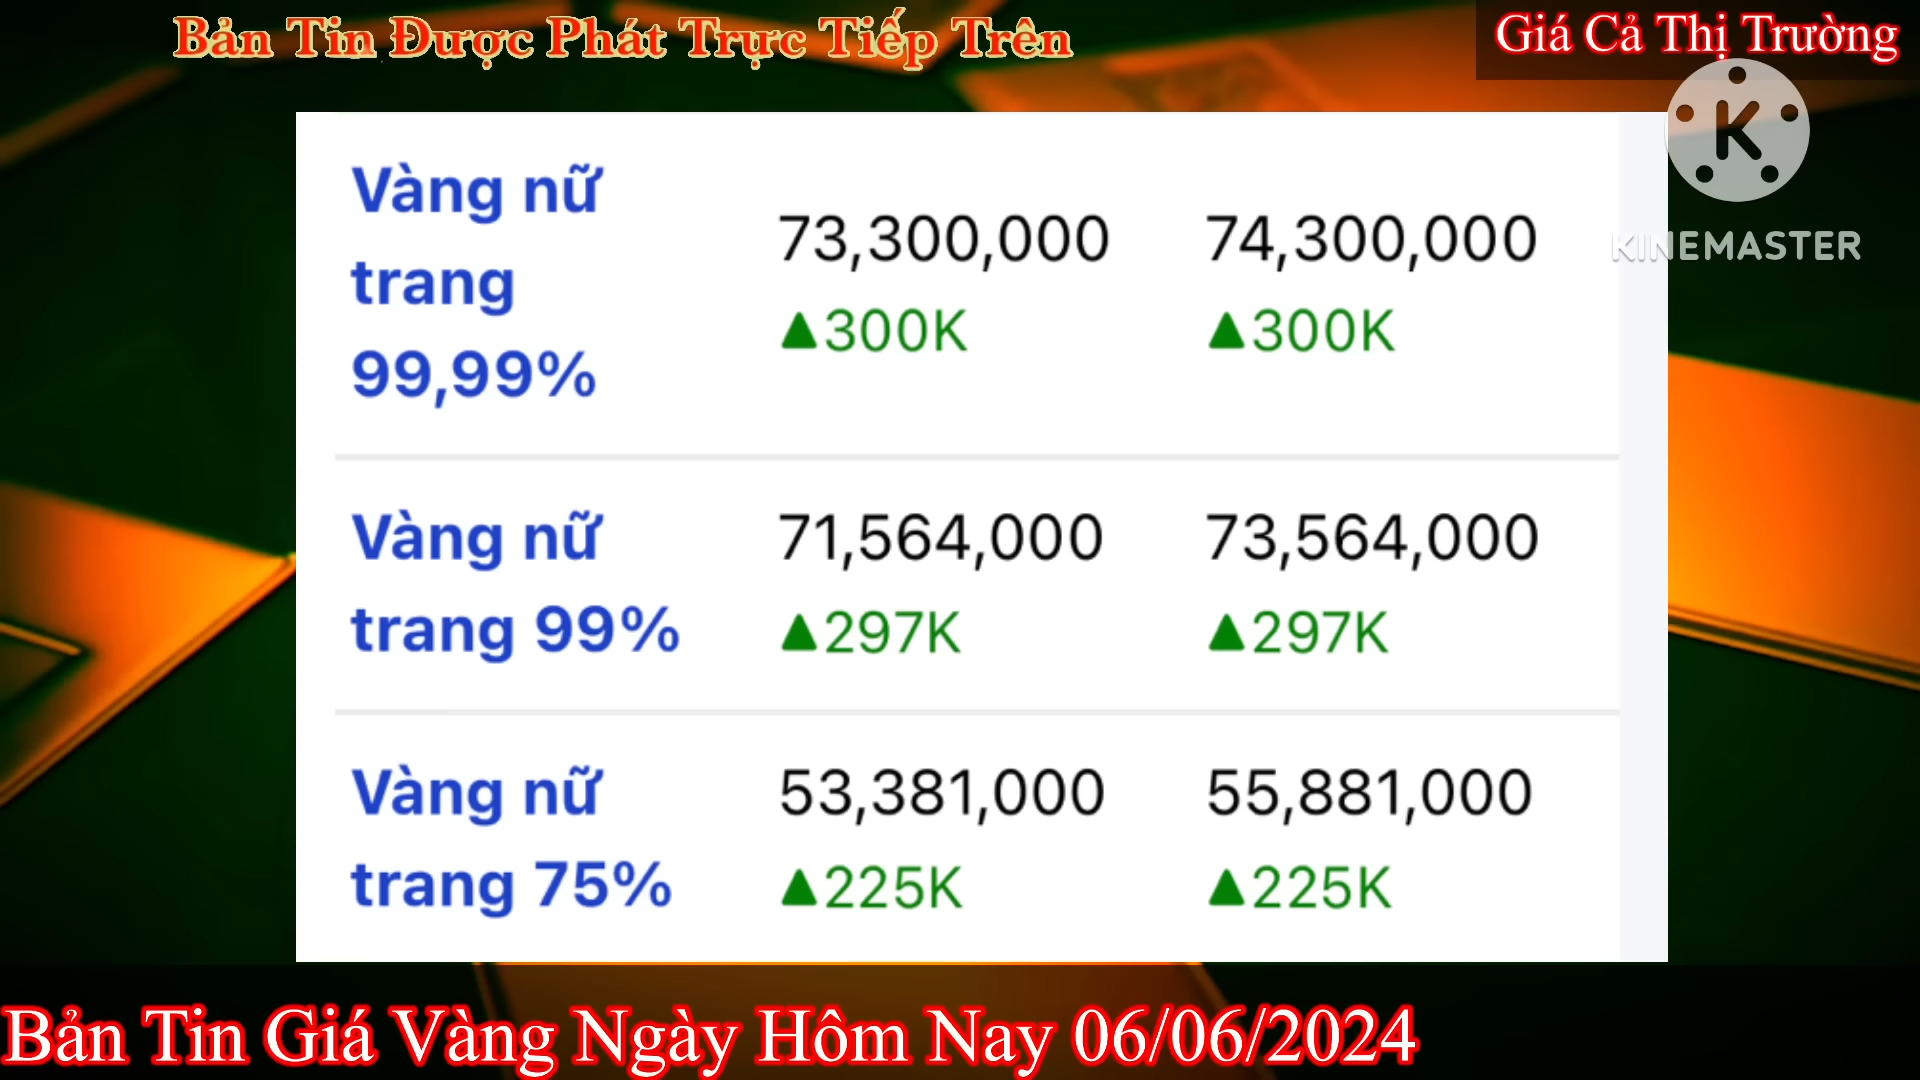 Bản Tin Được Phát Trực Tiếp Trên
Giá Cả Thị Trường
KINEMASTER
Vàng nữ
trang
99,99%
73,300,000
▲300K
74,300,000
▲300K
Vàng nữ
trang 99%
71,564,000
▲297K
73,564,000
▲297K
Vàng nữ
trang 75%
53,381,000
▲225K
55,881,000
▲225K
Bản Tin Giá Vàng Ngày Hôm Nay 06/06/2024